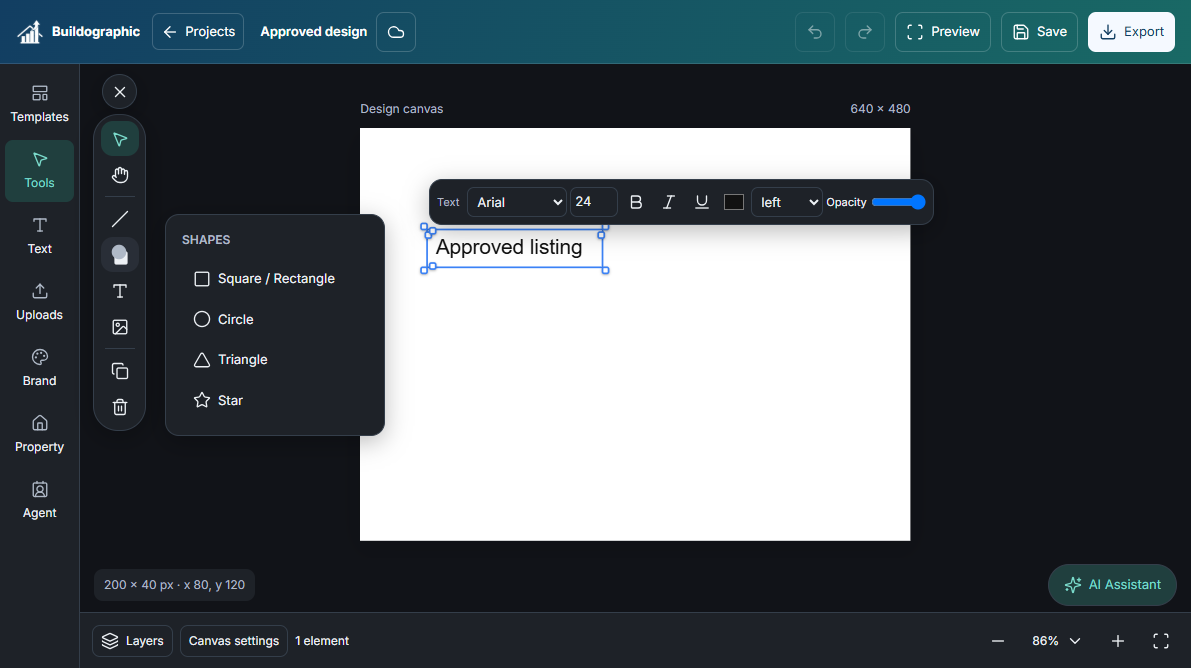 Buildographic
Projects
Approved design
Preview
Save
Export
Templates
Tools
Text
Uploads
Brand
Property
Agent
Design canvas
640 × 480
Text
Arial
24
B
I
U
left
Opacity
Approved listing
SHAPES
Square / Rectangle
Circle
Triangle
Star
200 × 40 px · x 80, y 120
AI Assistant
Layers
Canvas settings
1 element
86%